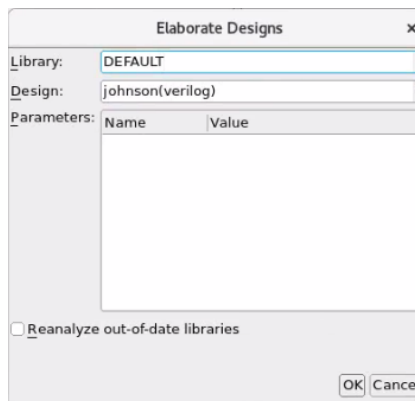 Elaborate Designs
Library: DEFAULT
Design: johnson(verilog)
Parameters: Name Value
Reanalyze out-of-date libraries
OK Cance